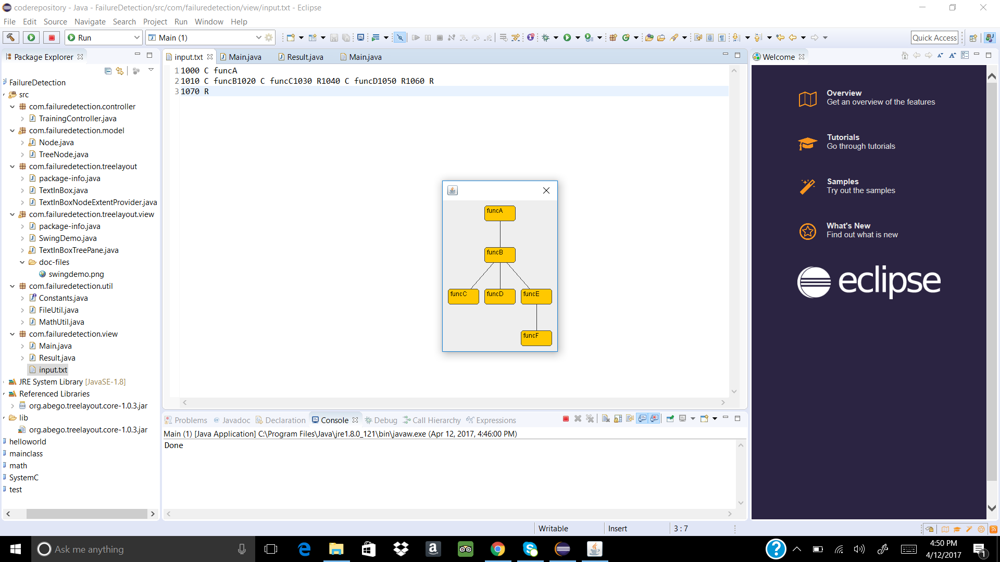 coderepository - Java - FailureDetection/src/com/failuredetection/view/input.txt - Eclipse
File Edit Source Navigate Search Project Run Window Help
Run Main (1) Quick Access
Package Explorer
FailureDetection
src
com.failuredetection.controller
TrainingController.java
com.failuredetection.model
Node.java
TreeNode.java
com.failuredetection.treelayout
package-info.java
TextInBox.java
TextInBoxNodeExtentProvider.java
com.failuredetection.treelayout.view
package-info.java
SwingDemo.java
TextInBoxTreePane.java
doc-files
swingdemo.png
com.failuredetection.util
Constants.java
FileUtil.java
MathUtil.java
com.failuredetection.view
Main.java
Result.java
input.txt
JRE System Library [JavaSE-1.8]
Referenced Libraries
org.abego.treelayout.core-1.0.3.jar
lib
org.abego.treelayout.core-1.0.3.jar
helloworld
mainclass
math
SystemC
test
input.txt Main.java Result.java Main.java
1 1000 C funcA
2 1010 C funcB1020 C funcC1030 R1040 C funcD1050 R1060 R
3 1070 R
funcA
funcB
funcC funcD funcE
funcF
Problems @ Javadoc Declaration Console Debug Call Hierarchy Expressions
Main (1) [Java Application] C:\Program Files\Java\jre1.8.0_121\bin\javaw.exe (Apr 12, 2017, 4:46:00 PM)
Done
Welcome
Overview
Get an overview of the features
Tutorials
Go through tutorials
Samples
Try out the samples
What's New
Find out what is new
eclipse
Writable Insert 3 : 7
Ask me anything
4:50 PM
4/12/2017
1